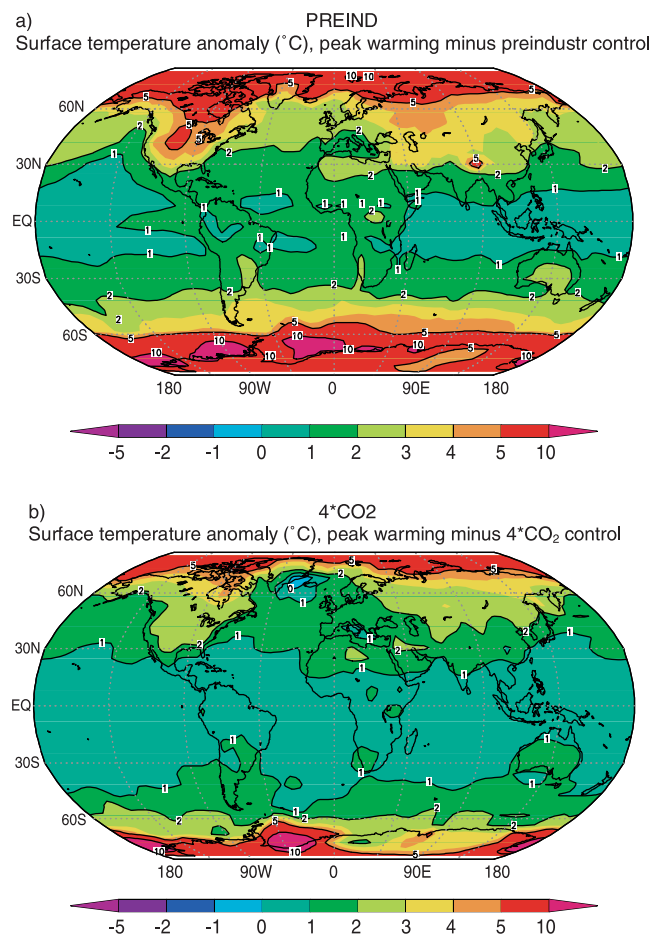 a)
PREIND
Surface temperature anomaly (˚C), peak warming minus preindustr control
60N
30N
EQ
30S
60S
180 90W 0 90E 180
-5 -2 -1 0 1 2 3 4 5 10
b)
4*CO2
Surface temperature anomaly (˚C), peak warming minus 4*CO₂ control
60N
30N
EQ
30S
60S
180 90W 0 90E 180
-5 -2 -1 0 1 2 3 4 5 10